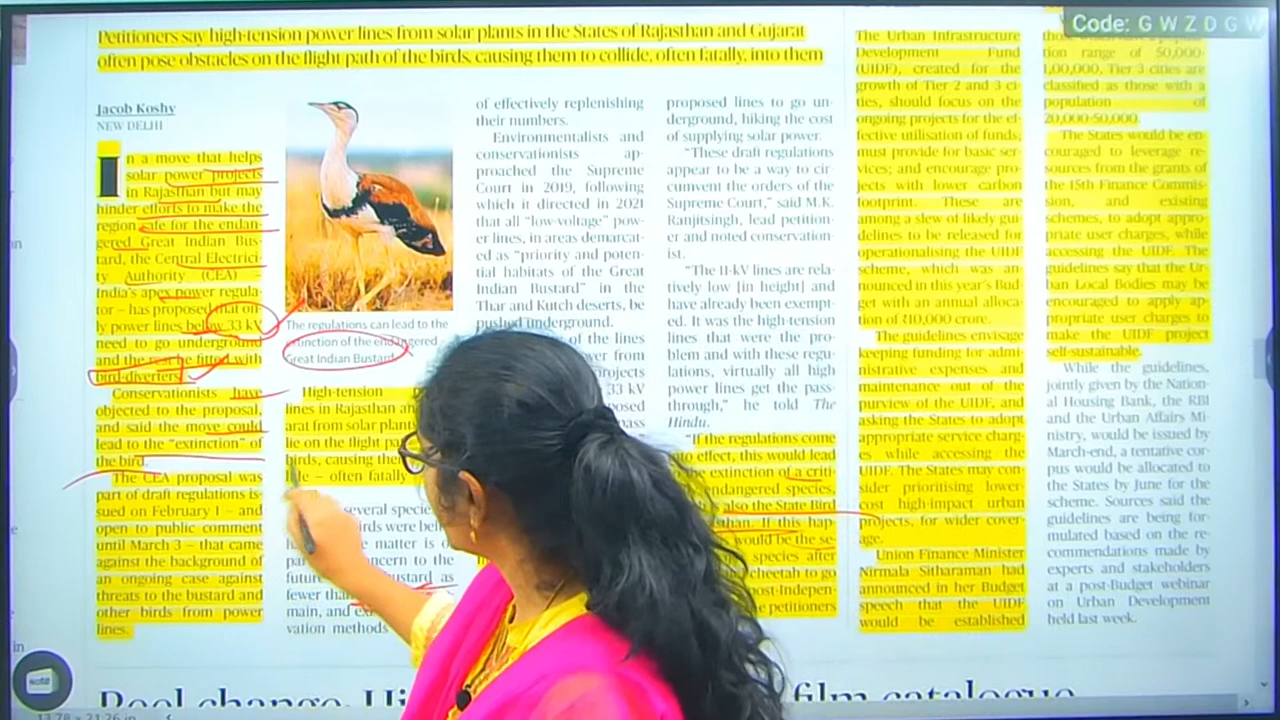 Code: G W Z D G W
Petitioners say high-tension power lines from solar plants in the States of Rajasthan and Gujarat
often pose obstacles on the flight path of the birds, causing them to collide, often fatally, into them
Jacob Koshy
NEW DELHI
In a move that helps
solar power projects
in Rajasthan but may
hinder efforts to make the
region safe for the endan-
gered Great Indian Bus-
tard, the Central Electrici-
ty Authority (CEA) –
India's apex power regula-
tor – has proposed that on-
ly power lines below 33 kV
need to go underground
and the rest be fitted with
bird-diverters.
Conservationists have
objected to the proposal,
and said the move could
lead to the “extinction” of
the bird.
The CEA proposal was
part of draft regulations is-
sued on February 1 – and
open to public comment
until March 3 – that came
against the background of
an ongoing case against
threats to the bustard and
other birds from power
lines.
The regulations can lead to the
extinction of the endangered
Great Indian Bustard.
High-tension
lines in Rajasthan an
arat from solar plant
lie on the flight pa
birds, causing the
lide – often fatally
several specie
irds were bei
e matter is o
ncern to the
future
ustard as
fewer tha
main, and
vation methods
of effectively replenishing
their numbers.
Environmentalists and
conservationists ap-
proached the Supreme
Court in 2019, following
which it directed in 2021
that all “low-voltage” pow-
er lines, in areas demarcat-
ed as “priority and poten-
tial habitats of the Great
Indian Bustard” in the
Thar and Kutch deserts, be
pushed underground.
of the lines
wer from
projects
33 kV
posed
pass
proposed lines to go un-
derground, hiking the cost
of supplying solar power.
“These draft regulations
appear to be a way to cir-
cumvent the orders of the
Supreme Court,” said M.K.
Ranjitsingh, lead petition-
er and noted conservation-
ist.
“The 11-kV lines are rela-
tively low [in height] and
have already been exempt-
ed. It was the high-tension
lines that were the pro-
blem and with these regu-
lations, virtually all high
power lines get the pass-
through,” he told The
Hindu.
“If the regulations come
into effect, this would lead
the extinction of a criti-
endangered species,
also the State Bird
sthan. If this hap-
would be the se-
species after
cheetah to go
post-Indepen-
e petitioners
The Urban Infrastructure
Development Fund
(UIDF), created for the
growth of Tier 2 and 3 ci-
ties, should focus on the
ongoing projects for the ef-
fective utilisation of funds;
must provide for basic ser-
vices; and encourage pro-
jects with lower carbon
footprint. These are
among a slew of likely gui-
delines to be released for
operationalising the UIDF
scheme, which was an-
nounced in this year's Bud-
get with an annual alloca-
tion of ₹10,000 crore.
The guidelines envisage
keeping funding for admi-
nistrative expenses and
maintenance out of the
purview of the UIDF, and
asking the States to adopt
appropriate service charg-
es while accessing the
UIDF. The States may con-
sider prioritising lower-
cost high-impact urban
projects, for wider cover-
age.
Union Finance Minister
Nirmala Sitharaman had
announced in her Budget
speech that the UIDF
would be established
tion range of 50,000-
1,00,000, Tier 3 cities are
classified as those with a
population of
20,000-50,000.
The States would be en-
couraged to leverage re-
sources from the grants of
the 15th Finance Commis-
sion, and existing
schemes, to adopt appro-
priate user charges, while
accessing the UIDF. The
guidelines say that the Ur-
ban Local Bodies may be
encouraged to apply ap-
propriate user charges to
make the UIDF project
self-sustainable.
While the guidelines,
jointly given by the Nation-
al Housing Bank, the RBI
and the Urban Affairs Mi-
nistry, would be issued by
March-end, a tentative cor-
pus would be allocated to
the States by June for the
scheme. Sources said the
guidelines are being for-
mulated based on the re-
commendations made by
experts and stakeholders
at a post-Budget webinar
on Urban Development
held last week.
film catalogue